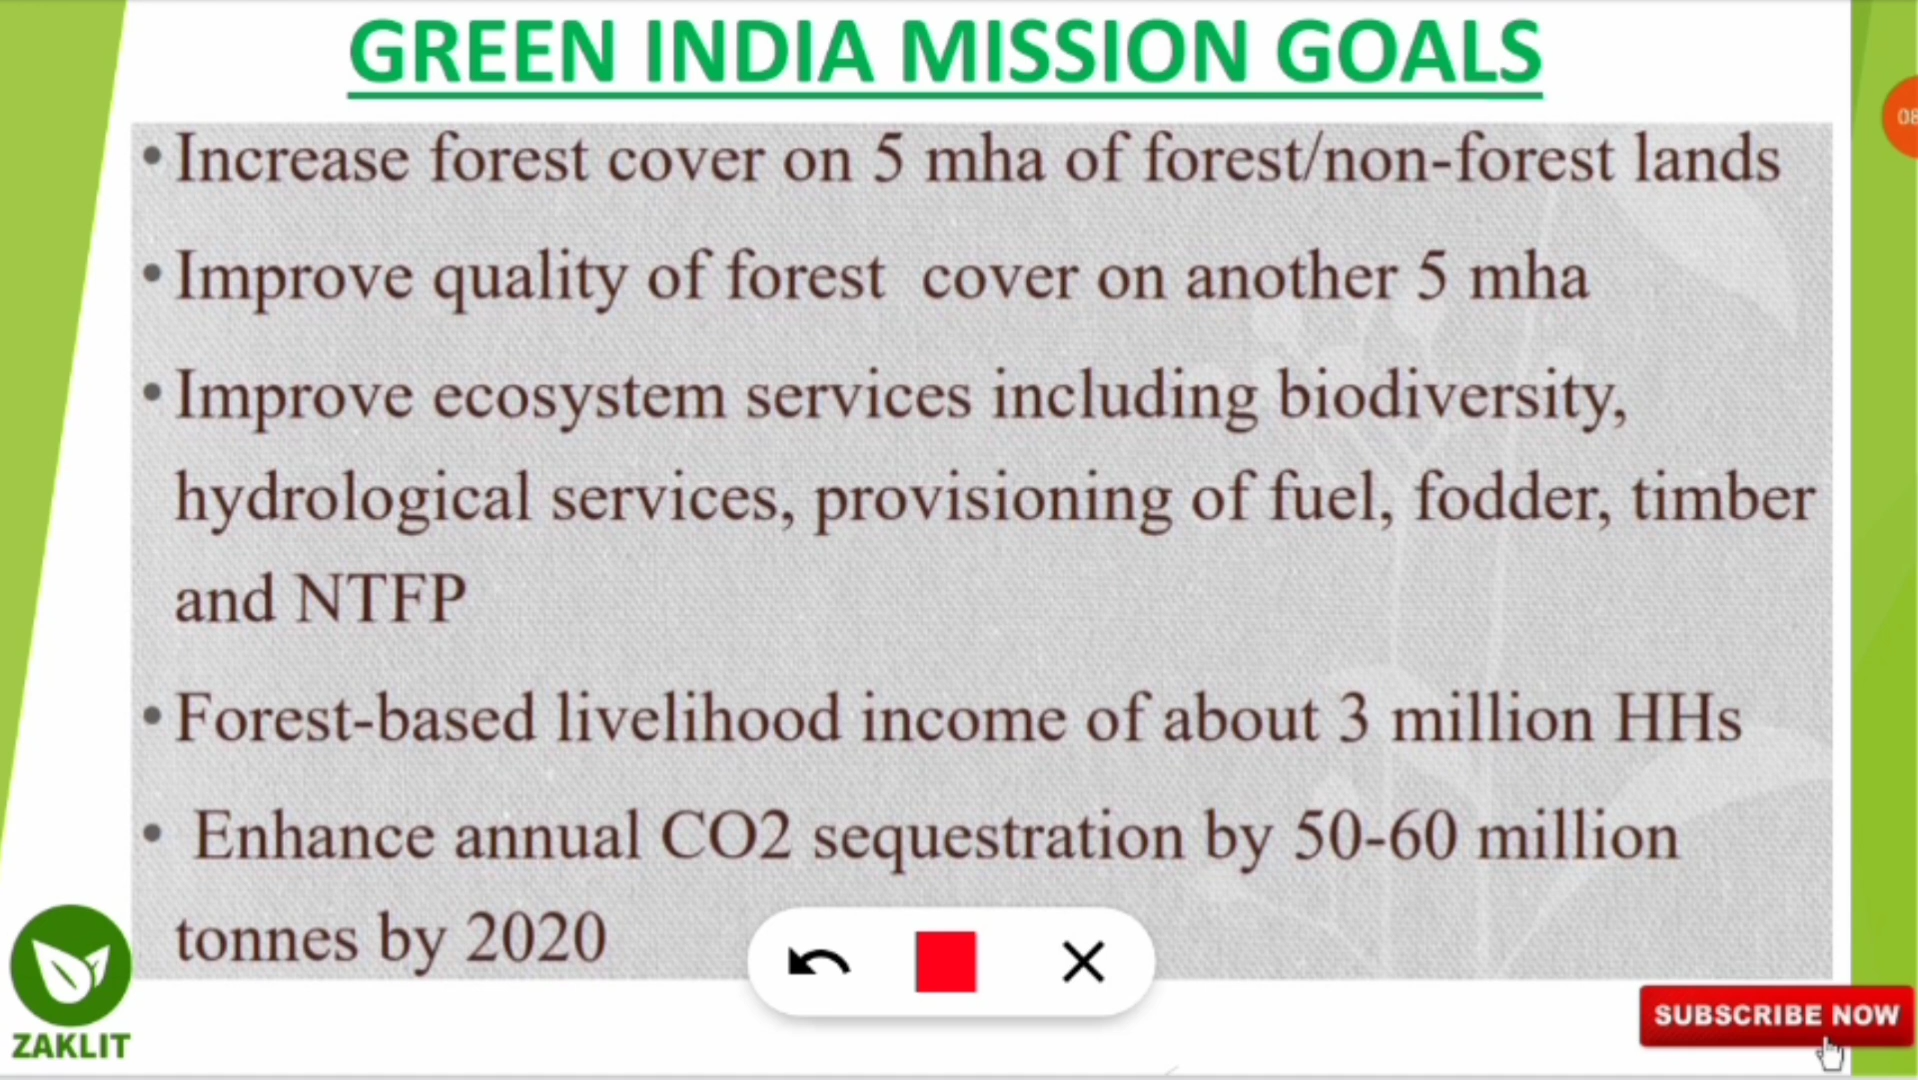 GREEN INDIA MISSION GOALS
08
• Increase forest cover on 5 mha of forest/non-forest lands
• Improve quality of forest cover on another 5 mha
• Improve ecosystem services including biodiversity,
hydrological services, provisioning of fuel, fodder, timber
and NTFP
• Forest-based livelihood income of about 3 million HHs
• Enhance annual CO2 sequestration by 50-60 million
tonnes by 2020
ZAKLIT
SUBSCRIBE NOW